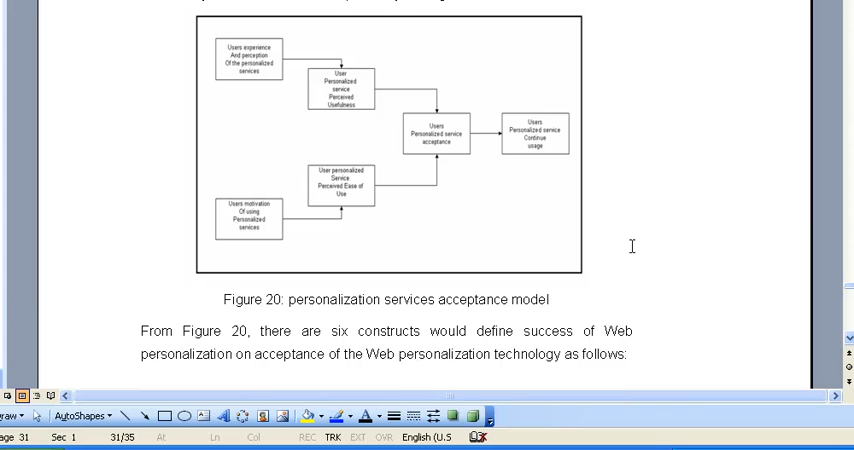 Users experience
And perception
Of the personalized
services
User
Personalized
service
Perceived
Usefulness
Users
Personalized service
acceptance
Users
Personalized service
Continue
usage
User personalized
Service
Perceived Ease of
Use
Users motivation
Of using
Personalized
services
Figure 20: personalization services acceptance model
From Figure 20, there are six constructs would define success of Web
personalization on acceptance of the Web personalization technology as follows:
raw AutoShapes A A
age 31 Sec 1 31/35 At Ln Col REC TRK EXT OVR English (U.S